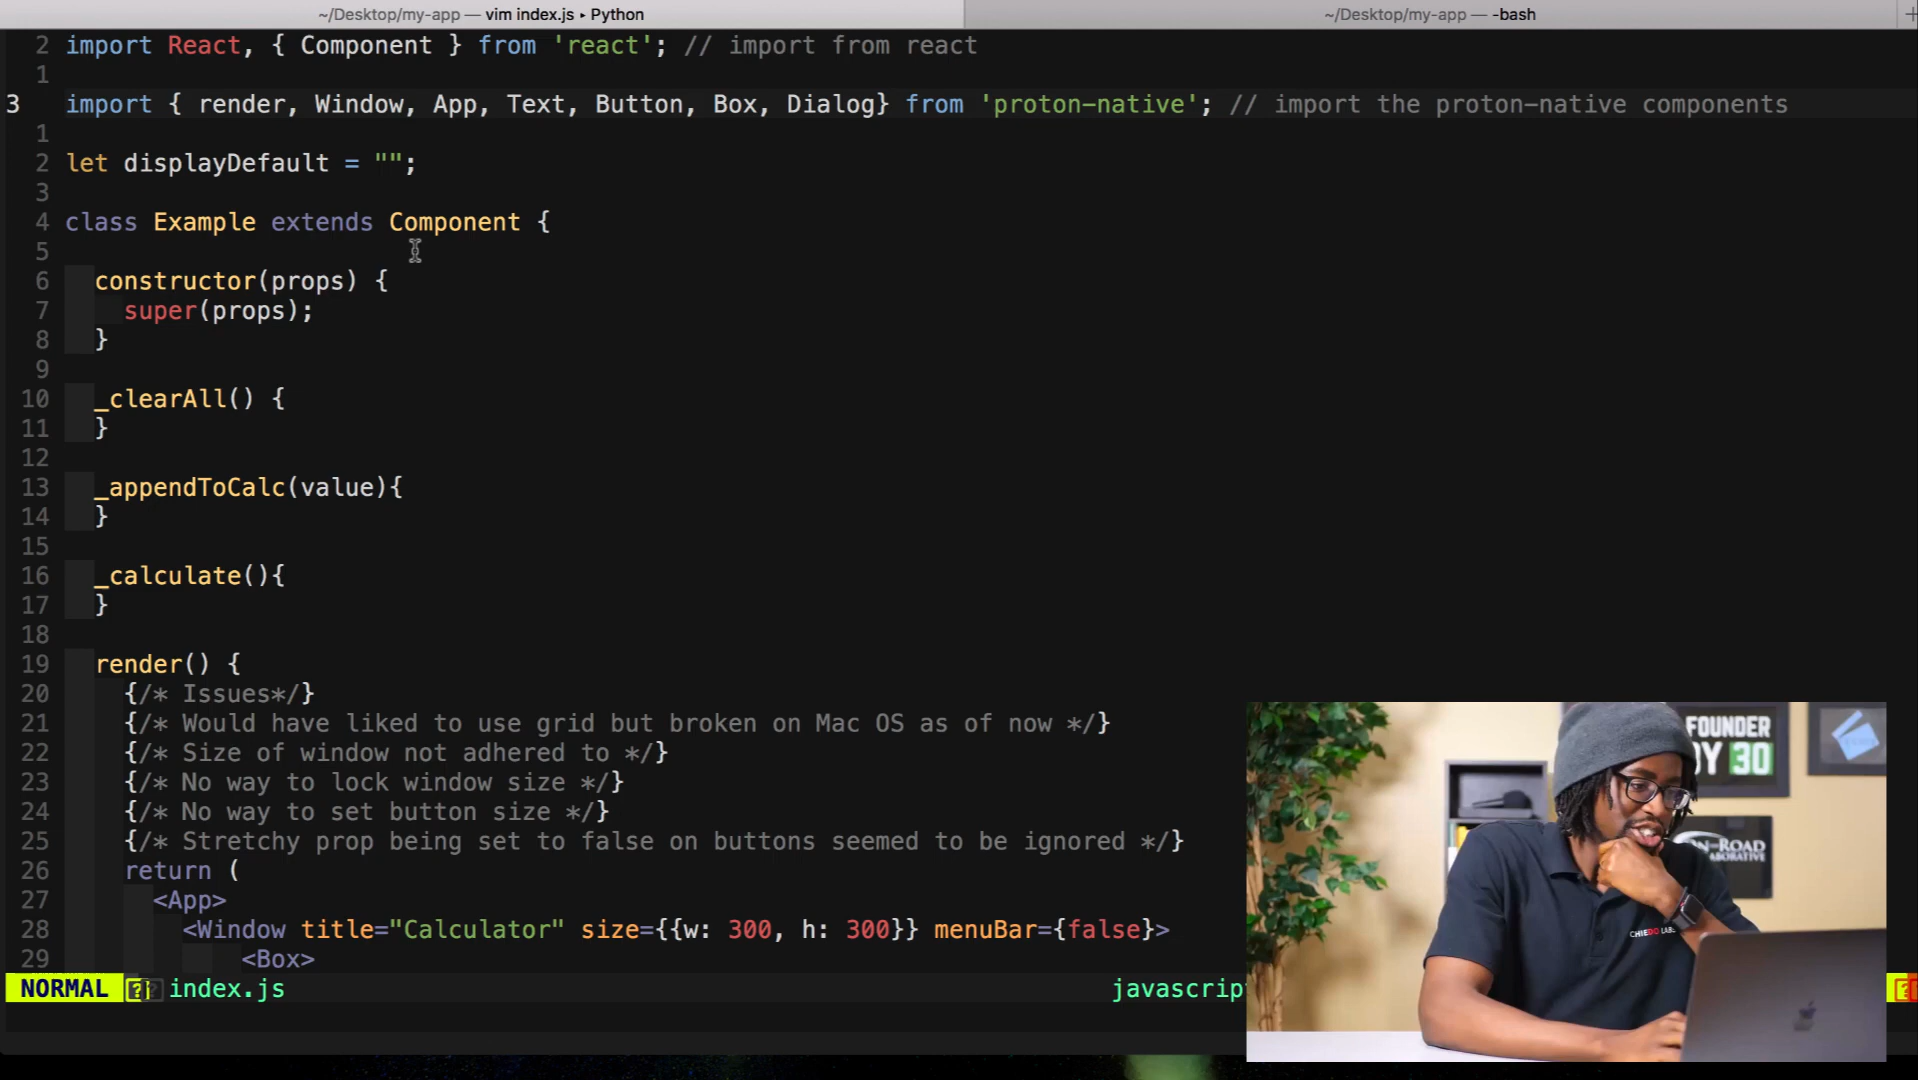 ~/Desktop/my-app — vim index.js ▸ Python
~/Desktop/my-app — -bash
2 import React, { Component } from 'react'; // import from react
1
3 import { render, Window, App, Text, Button, Box, Dialog} from 'proton-native'; // import the proton-native components
1
2 let displayDefault = "";
3
4 class Example extends Component {
5
6 constructor(props) {
7 super(props);
8 }
9
10 _clearAll() {
11 }
12
13 _appendToCalc(value){
14 }
15
16 _calculate(){
17 }
18
19 render() {
20 {/* Issues*/}
21 {/* Would have liked to use grid but broken on Mac OS as of now */}
22 {/* Size of window not adhered to */}
23 {/* No way to lock window size */}
24 {/* No way to set button size */}
25 {/* Stretchy prop being set to false on buttons seemed to be ignored */}
26 return (
27 <App>
28 <Window title="Calculator" size={{w: 300, h: 300}} menuBar={false}>
29 <Box>
NORMAL index.js javascrip
FOUNDER
30
CHIEDO LABS